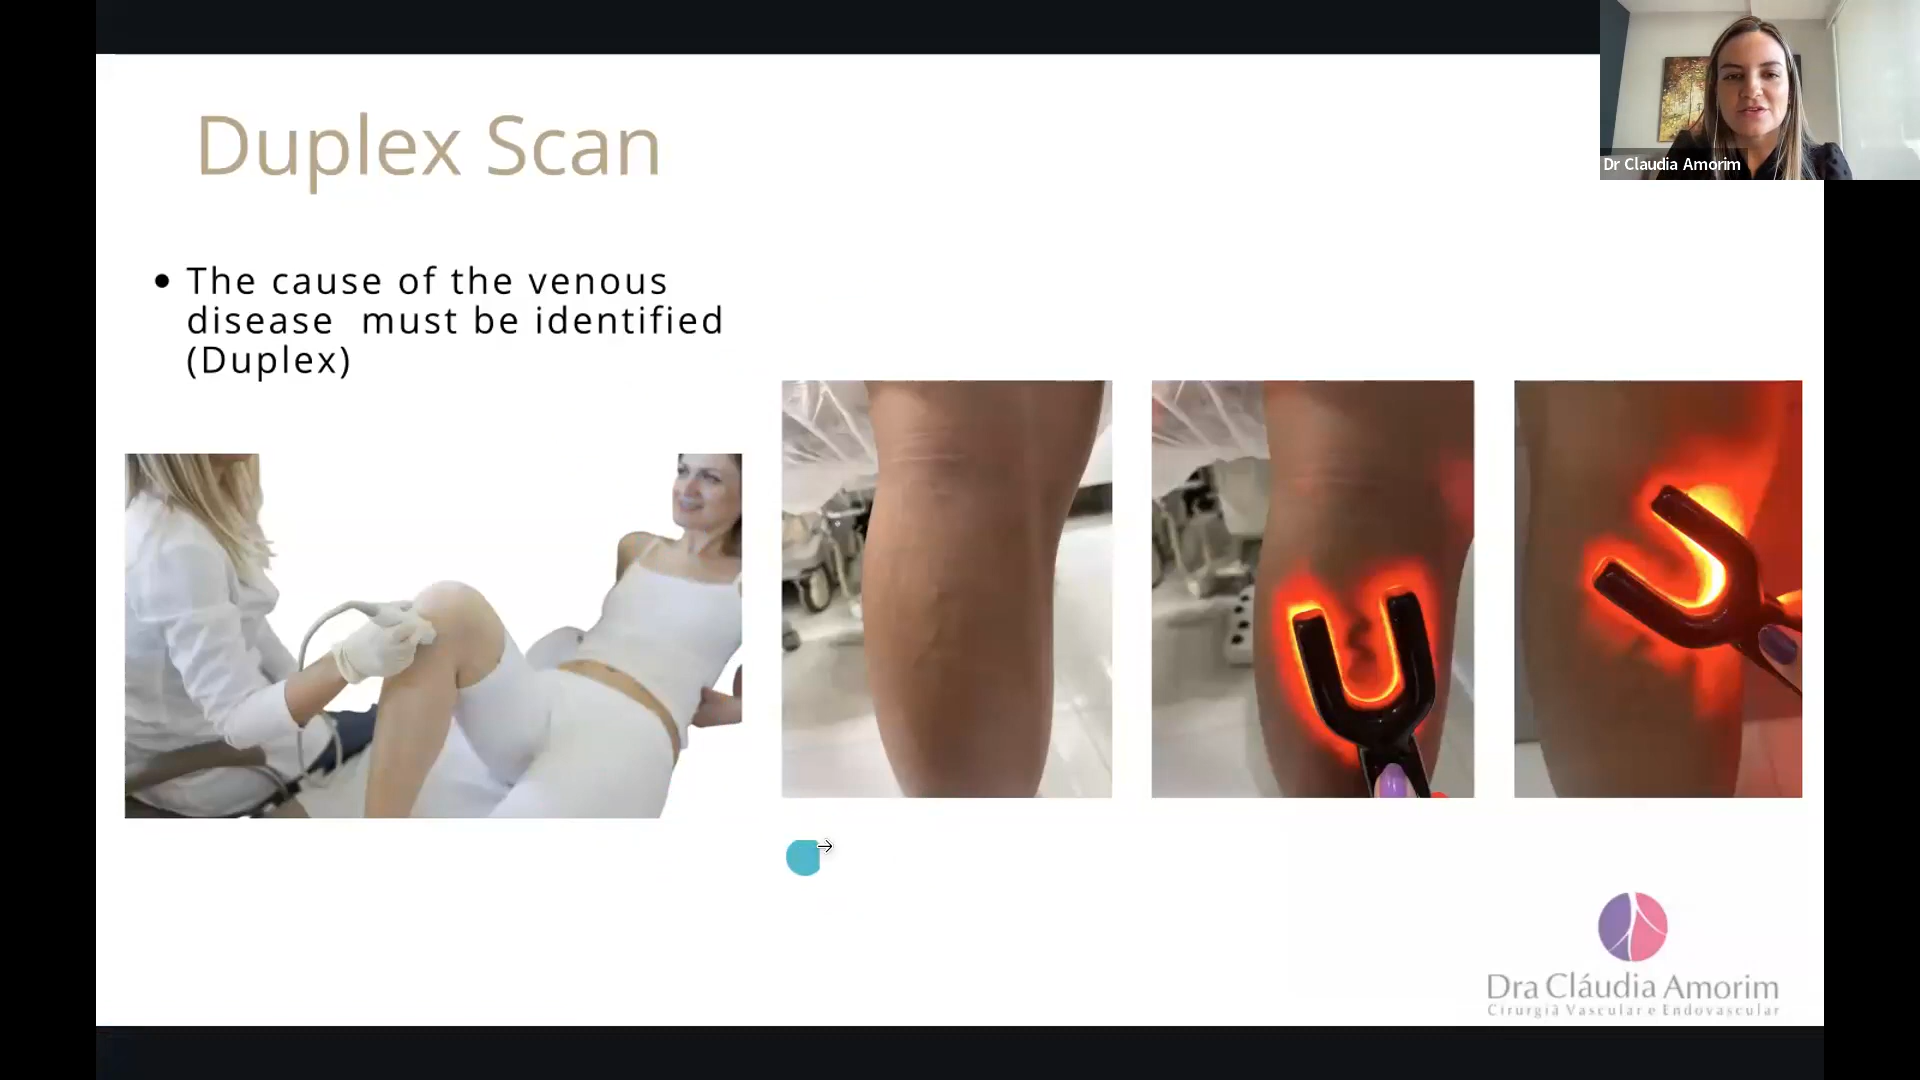 Duplex Scan
Dr Claudia Amorim
The cause of the venous
disease must be identified
(Duplex)
Dra Cláudia Amorim
Cirurgiã Vascular e Endovascular